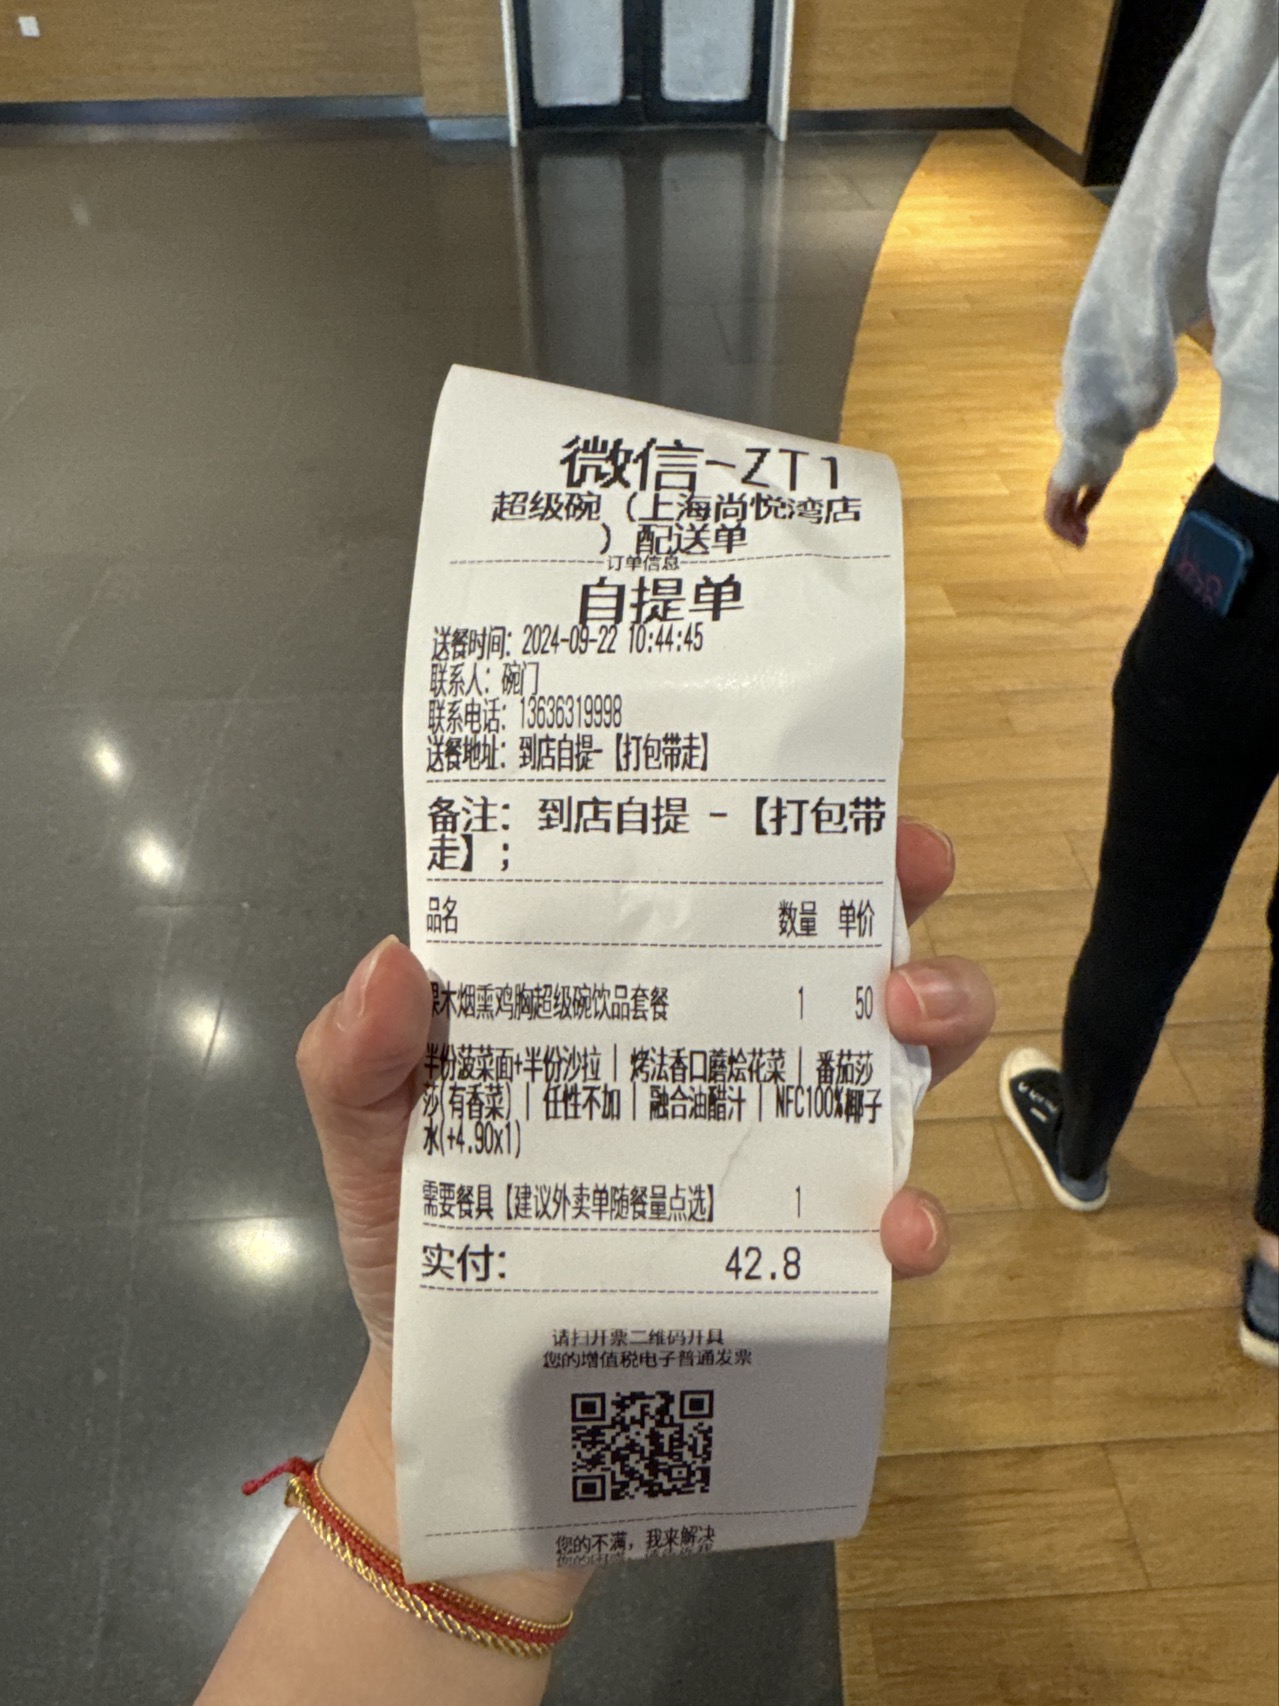 微信-ZT1
超级碗（上海尚悦湾店
）配送单
订单信息
自提单
送餐时间: 2024-09-22 10:44:45
联系人: 碗门
联系电话: 13636319998
送餐地址: 到店自提-【打包带走】
备注: 到店自提 -【打包带
走】;
品名 数量 单价
果木烟熏鸡胸超级碗饮品套餐 1 50
半份菠菜面+半份沙拉 | 烤法香口蘑烩花菜 | 番茄莎
莎(有香菜) | 任性不加 | 融合油醋汁 | NFC100%椰子
水(+4.90x1)
需要餐具【建议外卖单随餐量点选】 1
实付: 42.8
请扫开票二维码开具
您的增值税电子普通发票
您的不满，我来解决